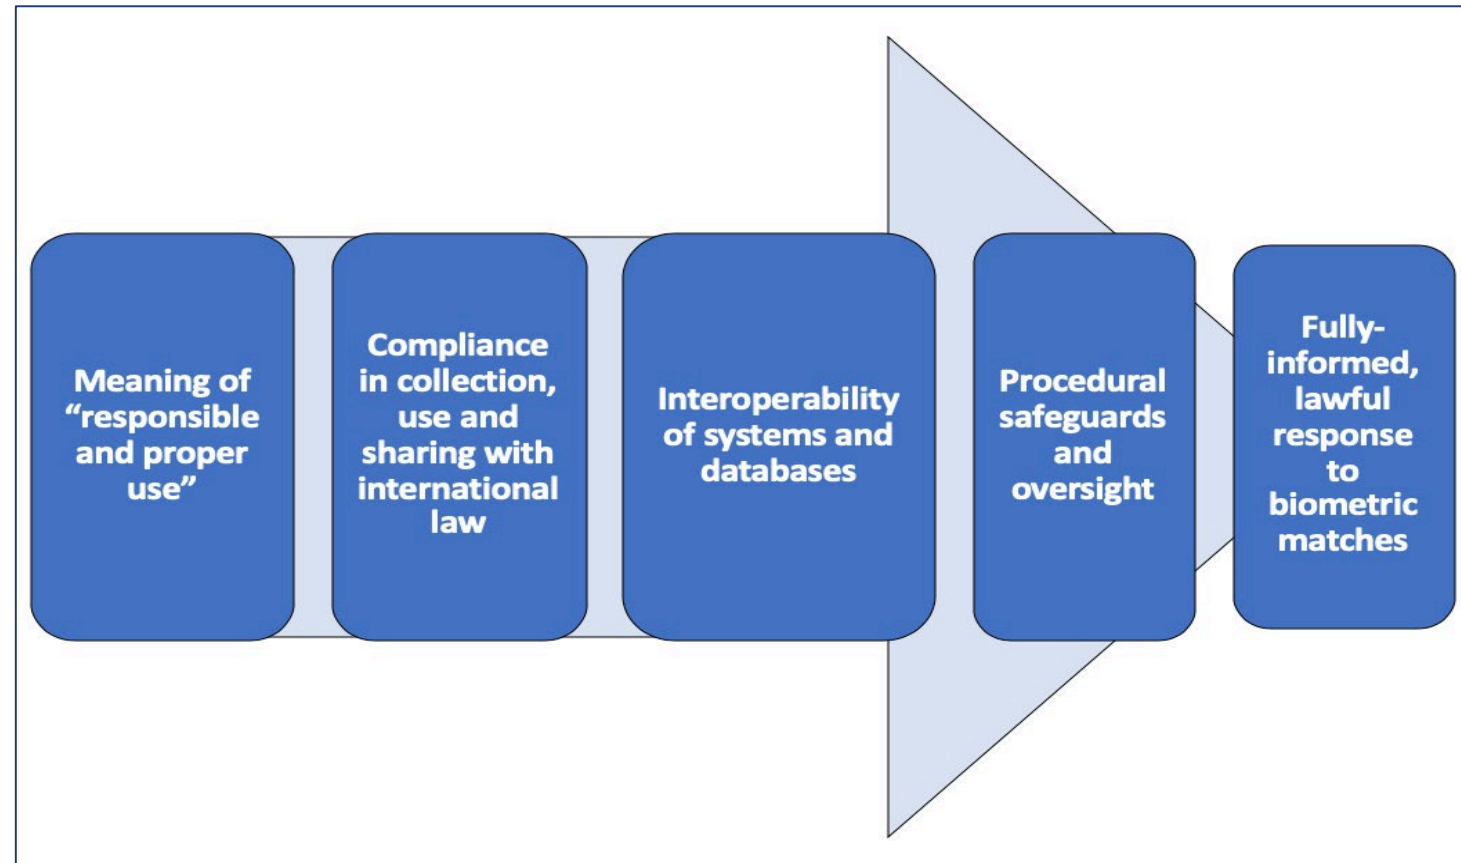 Meaning of
“responsible
and proper
use”
Compliance
in collection,
use and
sharing with
international
law
Interoperability
of systems and
databases
Procedural
safeguards
and
oversight
Fully-
informed,
lawful
response
to
biometric
matches